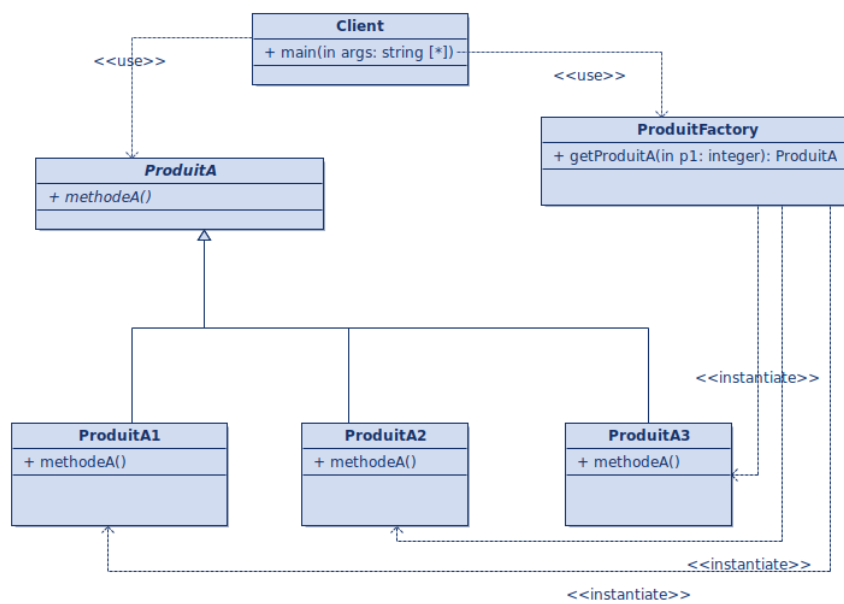 Client
+ main(in args: string [*])
<<use>>
<<use>>
ProduitFactory
+ getProduitA(in p1: integer): ProduitA
ProduitA
+ methodeA()
<<instantiate>>
ProduitA1
+ methodeA()
ProduitA2
+ methodeA()
ProduitA3
+ methodeA()
<<instantiate>>
<<instantiate>>